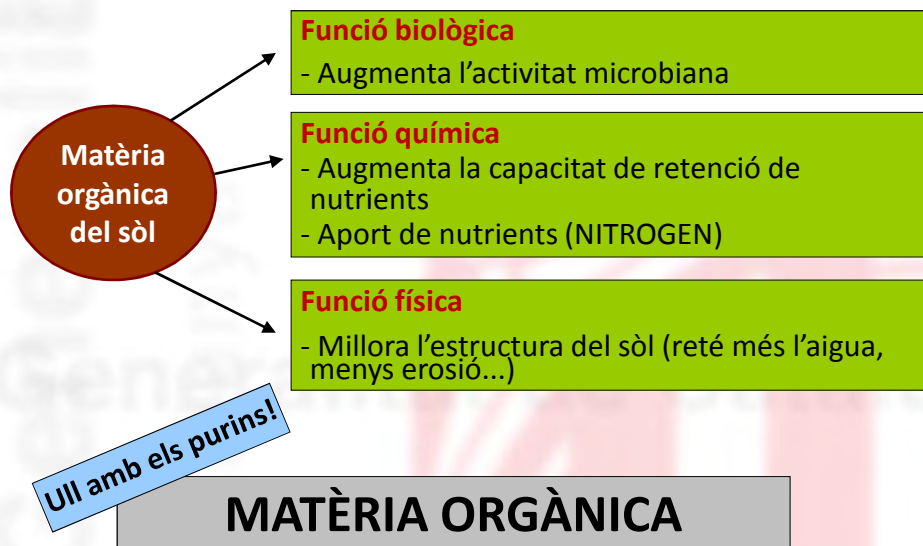 Funció biològica
- Augmenta l’activitat microbiana
Matèria
orgànica
del sòl
Funció química
- Augmenta la capacitat de retenció de
nutrients
- Aport de nutrients (NITROGEN)
Funció física
- Millora l’estructura del sòl (reté més l’aigua,
menys erosió...)
Ull amb els purins!
MATÈRIA ORGÀNICA